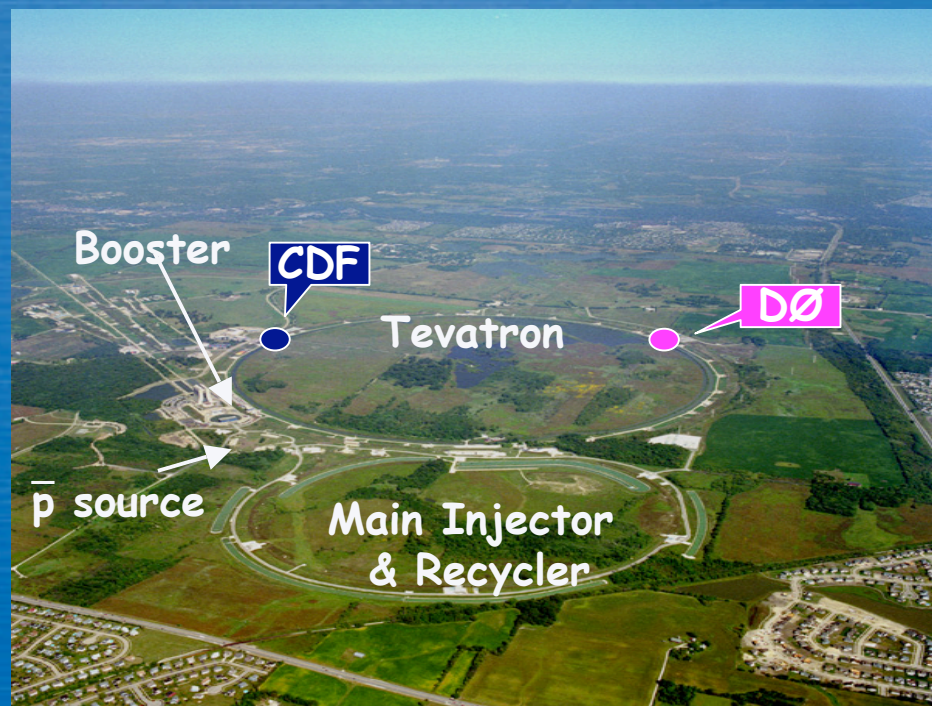 Booster
CDF
DØ
Tevatron
p̅ source
Main Injector
& Recycler